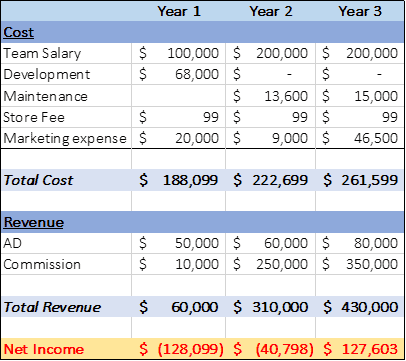 Year 1 Year 2 Year 3
Cost
Team Salary $ 100,000 $ 200,000 $ 200,000
Development $ 68,000 $ - $ -
Maintenance $ 13,600 $ 15,000
Store Fee $ 99 $ 99 $ 99
Marketing expense $ 20,000 $ 9,000 $ 46,500
Total Cost $ 188,099 $ 222,699 $ 261,599
Revenue
AD $ 50,000 $ 60,000 $ 80,000
Commission $ 10,000 $ 250,000 $ 350,000
Total Revenue $ 60,000 $ 310,000 $ 430,000
Net Income $ (128,099) $ (40,798) $ 127,603